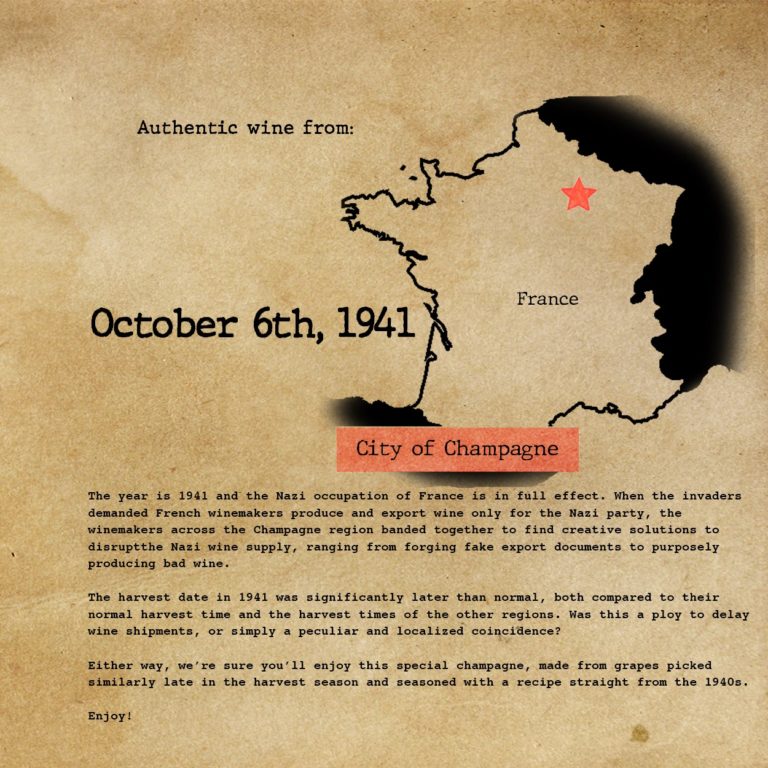 Authentic wine from:
France
October 6th, 1941
City of Champagne
The year is 1941 and the Nazi occupation of France is in full effect. When the invaders
demanded French winemakers produce and export wine only for the Nazi party, the
winemakers across the Champagne region banded together to find creative solutions to
disruptthe Nazi wine supply, ranging from forging fake export documents to purposely
producing bad wine.
The harvest date in 1941 was significantly later than normal, both compared to their
normal harvest time and the harvest times of the other regions. Was this a ploy to delay
wine shipments, or simply a peculiar and localized coincidence?
Either way, we're sure you'll enjoy this special champagne, made from grapes picked
similarly late in the harvest season and seasoned with a recipe straight from the 1940s.
Enjoy!